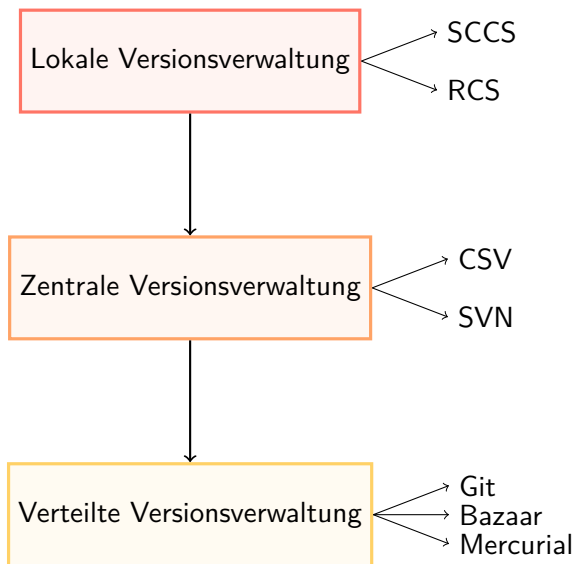 Lokale Versionsverwaltung
SCCS
RCS
Zentrale Versionsverwaltung
CSV
SVN
Verteilte Versionsverwaltung
Git
Bazaar
Mercurial